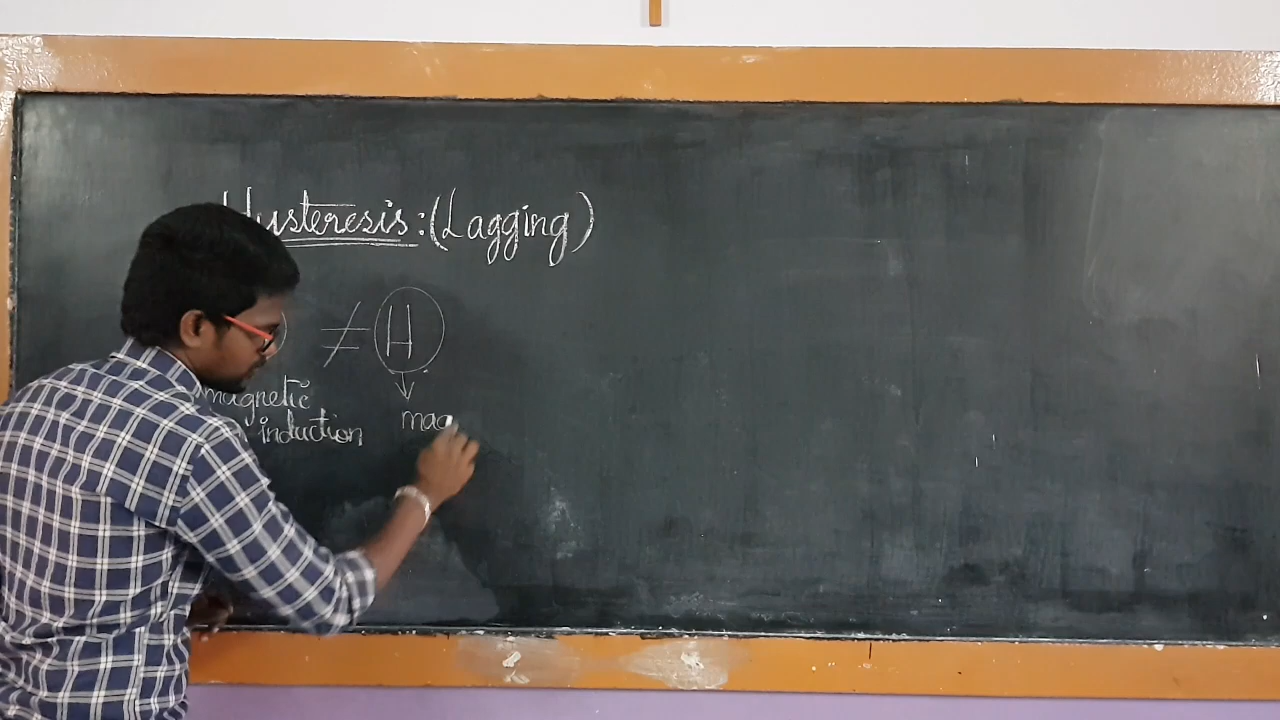 Hysteresis : (Lagging)
≠ H
magnetic
induction
mag